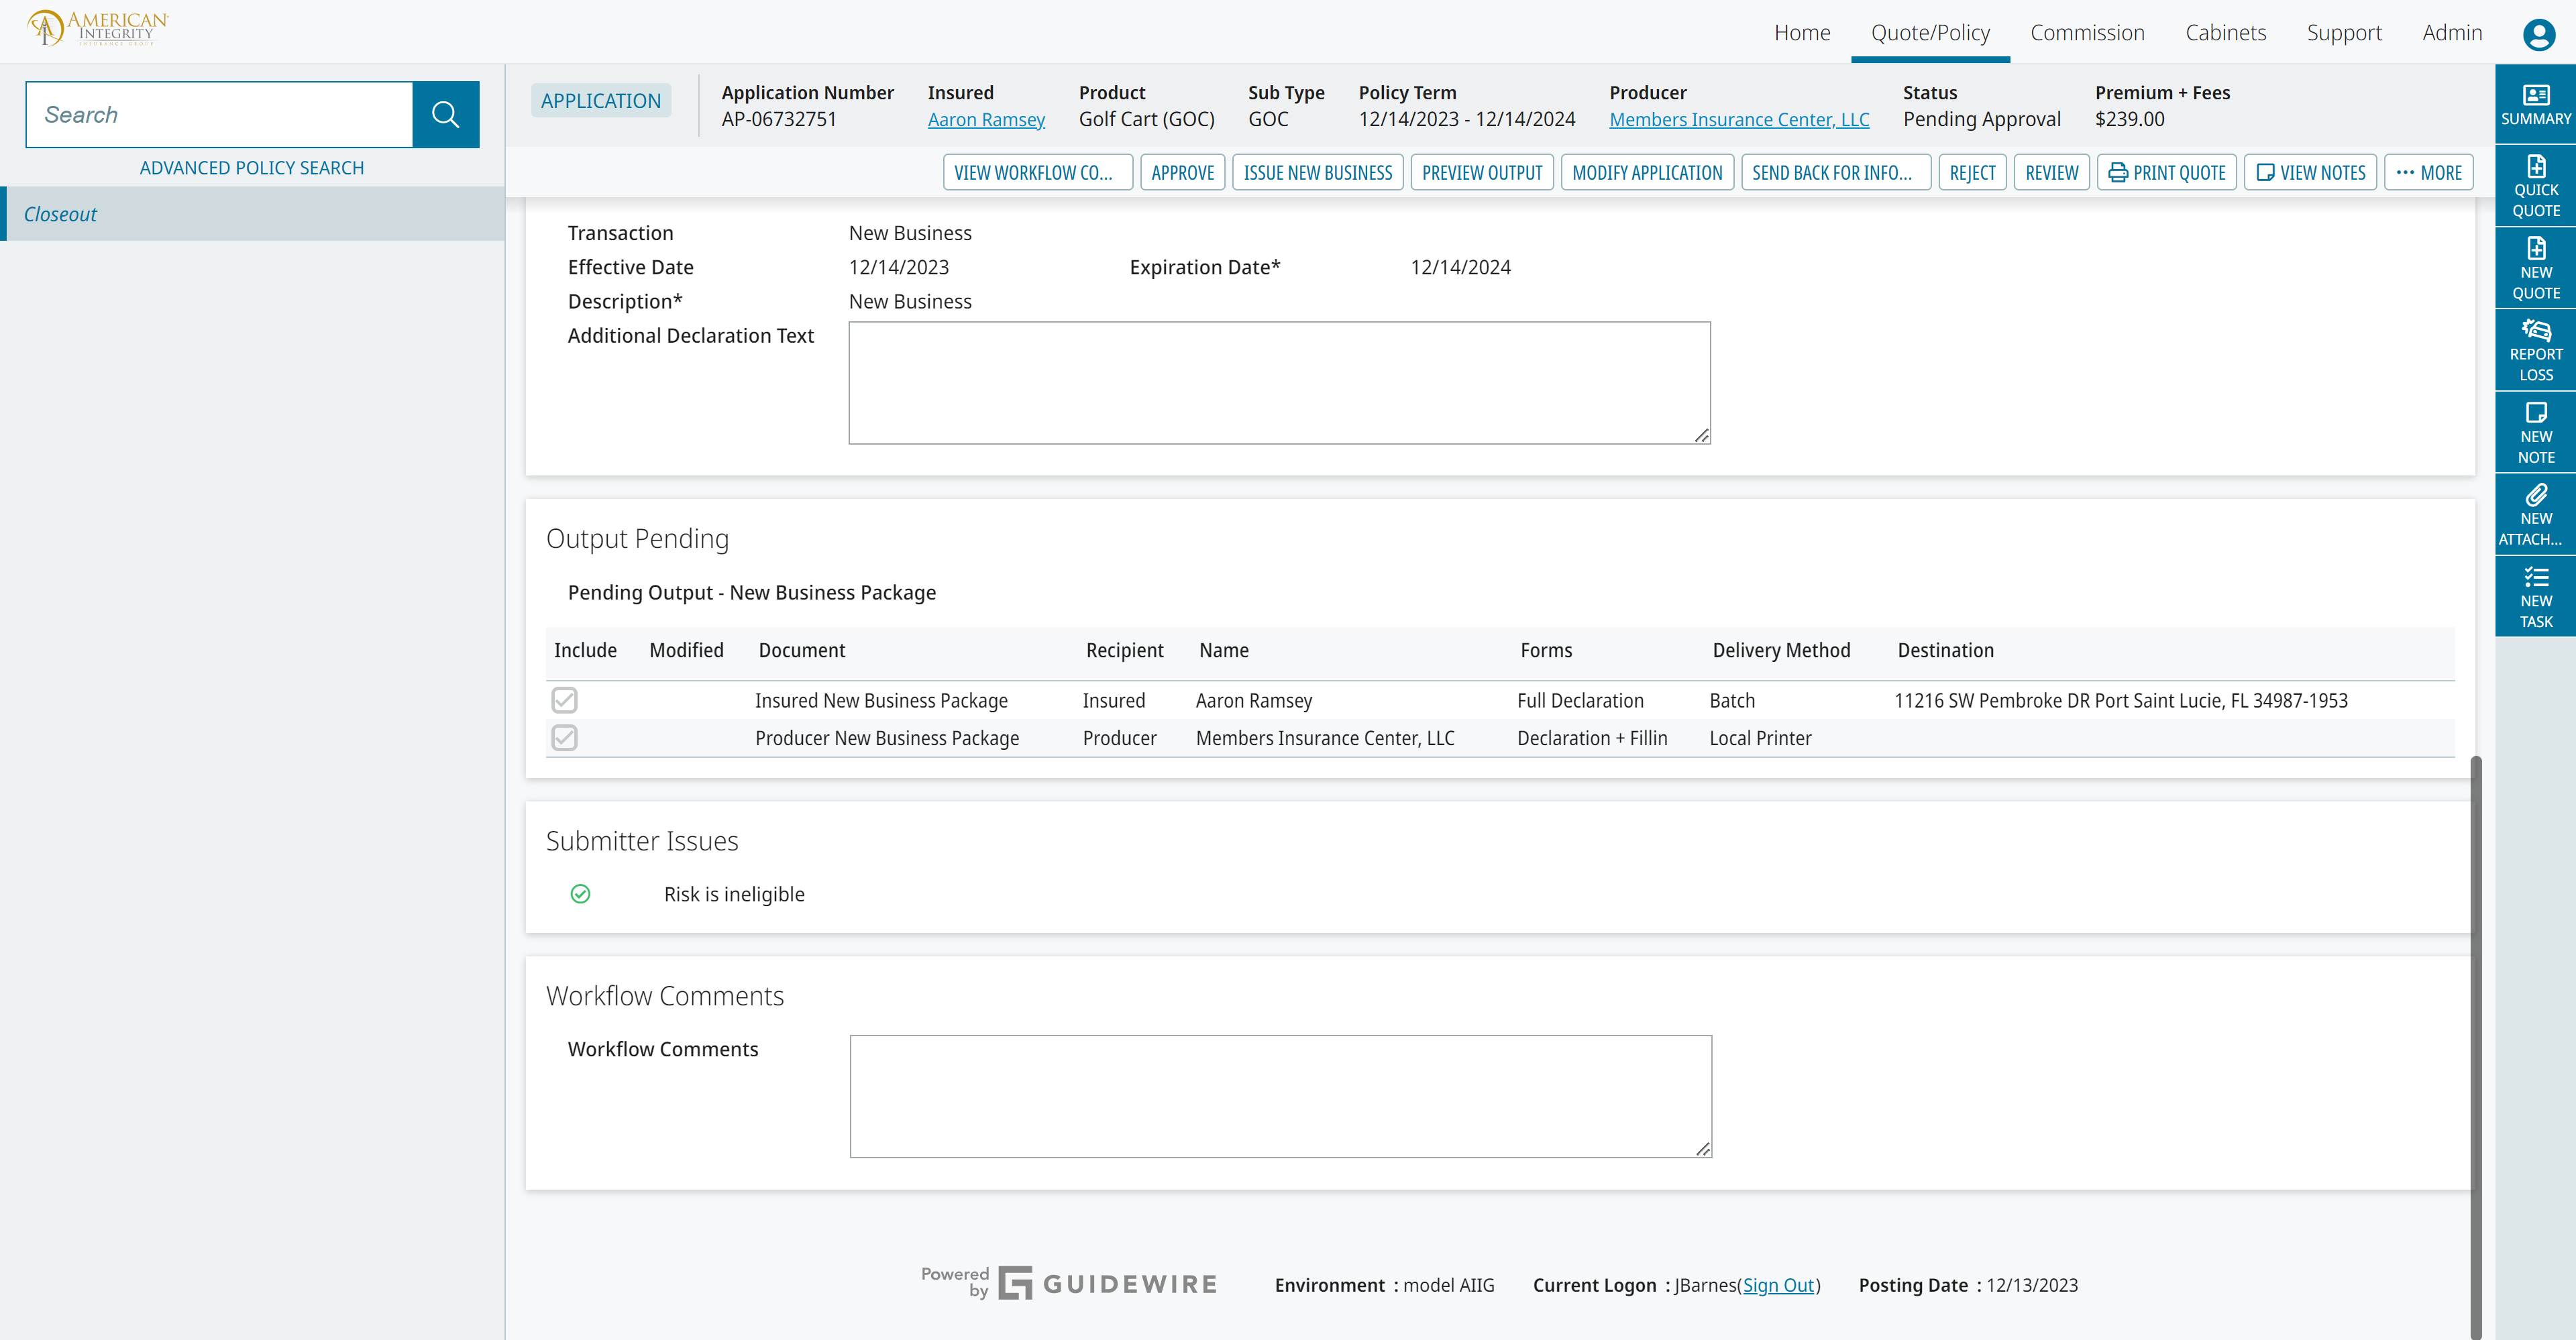 AMERICAN
INTEGRITY
INSURANCE GROUP
Home Quote/Policy Commission Cabinets Support Admin
Search
ADVANCED POLICY SEARCH
Closeout
APPLICATION
Application Number Insured Product Sub Type Policy Term Producer Status Premium + Fees
AP-06732751 Aaron Ramsey Golf Cart (GOC) GOC 12/14/2023 - 12/14/2024 Members Insurance Center, LLC Pending Approval $239.00
VIEW WORKFLOW CO... APPROVE ISSUE NEW BUSINESS PREVIEW OUTPUT MODIFY APPLICATION SEND BACK FOR INFO... REJECT REVIEW PRINT QUOTE VIEW NOTES ••• MORE
Transaction New Business
Effective Date 12/14/2023 Expiration Date* 12/14/2024
Description* New Business
Additional Declaration Text
Output Pending
Pending Output - New Business Package
Include Modified Document Recipient Name Forms Delivery Method Destination
Insured New Business Package Insured Aaron Ramsey Full Declaration Batch 11216 SW Pembroke DR Port Saint Lucie, FL 34987-1953
Producer New Business Package Producer Members Insurance Center, LLC Declaration + Fillin Local Printer
Submitter Issues
Risk is ineligible
Workflow Comments
Workflow Comments
Powered
by GUIDEWIRE Environment : model AIIG Current Logon : JBarnes(Sign Out) Posting Date : 12/13/2023
SUMMARY
QUICK
QUOTE
NEW
QUOTE
REPORT
LOSS
NEW
NOTE
NEW
ATTACH...
NEW
TASK